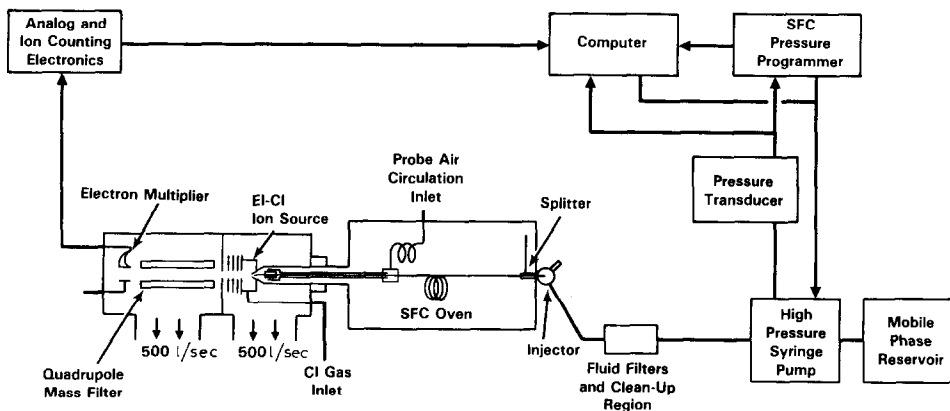 Analog and
Ion Counting
Electronics
Computer
SFC
Pressure
Programmer
Probe Air
Circulation
Inlet
Pressure
Transducer
Electron Multiplier
EI-CI
Ion Source
Splitter
SFC Oven
Injector
High
Pressure
Syringe
Pump
Mobile
Phase
Reservoir
500 l/sec
500 l/sec
Quadrupole
Mass Filter
CI Gas
Inlet
Fluid Filters
and Clean-Up
Region